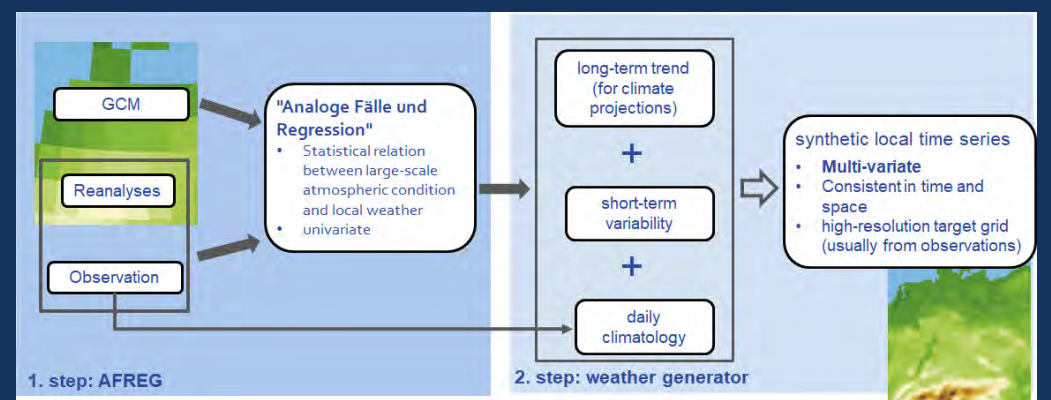 GCM
Reanalyses
Observation
"Analoge Fälle und
Regression"
• Statistical relation
between large-scale
atmospheric condition
and local weather
• univariate
1. step: AFREG
long-term trend
(for climate
projections)
+
short-term
variability
+
daily
climatology
2. step: weather generator
synthetic local time series
• Multi-variate
• Consistent in time and
space
• high-resolution target grid
(usually from observations)